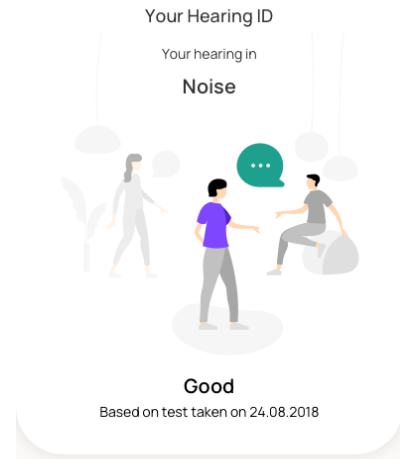 Your Hearing ID
Your hearing in
Noise
Good
Based on test taken on 24.08.2018